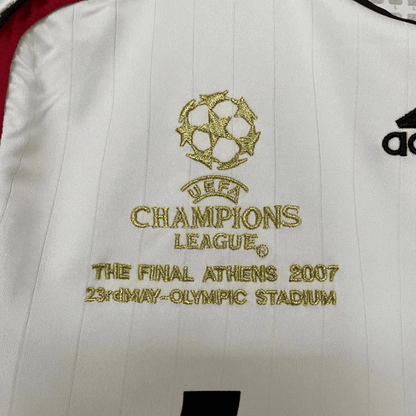 UEFA
CHAMPIONS
LEAGUE®
THE FINAL ATHENS 2007
23rdMAY-OLYMPIC STADIUM